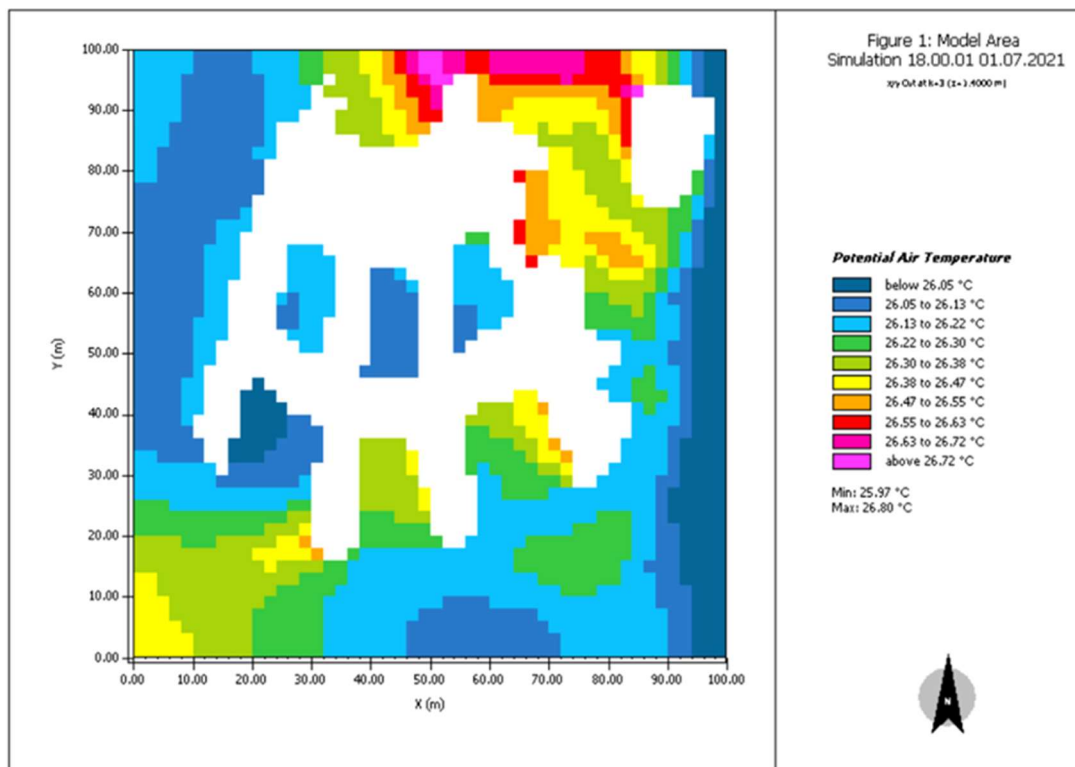 Figure 1: Model Area
Simulation 18.00.01 01.07.2021
x/y Cut at k=3 (z=1.4000 m)
100.00
90.00
80.00
70.00
60.00
50.00
40.00
30.00
20.00
10.00
0.00
Y (m)
0.00 10.00 20.00 30.00 40.00 50.00 60.00 70.00 80.00 90.00 100.00
X (m)
Potential Air Temperature
below 26.05 °C
26.05 to 26.13 °C
26.13 to 26.22 °C
26.22 to 26.30 °C
26.30 to 26.38 °C
26.38 to 26.47 °C
26.47 to 26.55 °C
26.55 to 26.63 °C
26.63 to 26.72 °C
above 26.72 °C
Min: 25.97 °C
Max: 26.80 °C
N